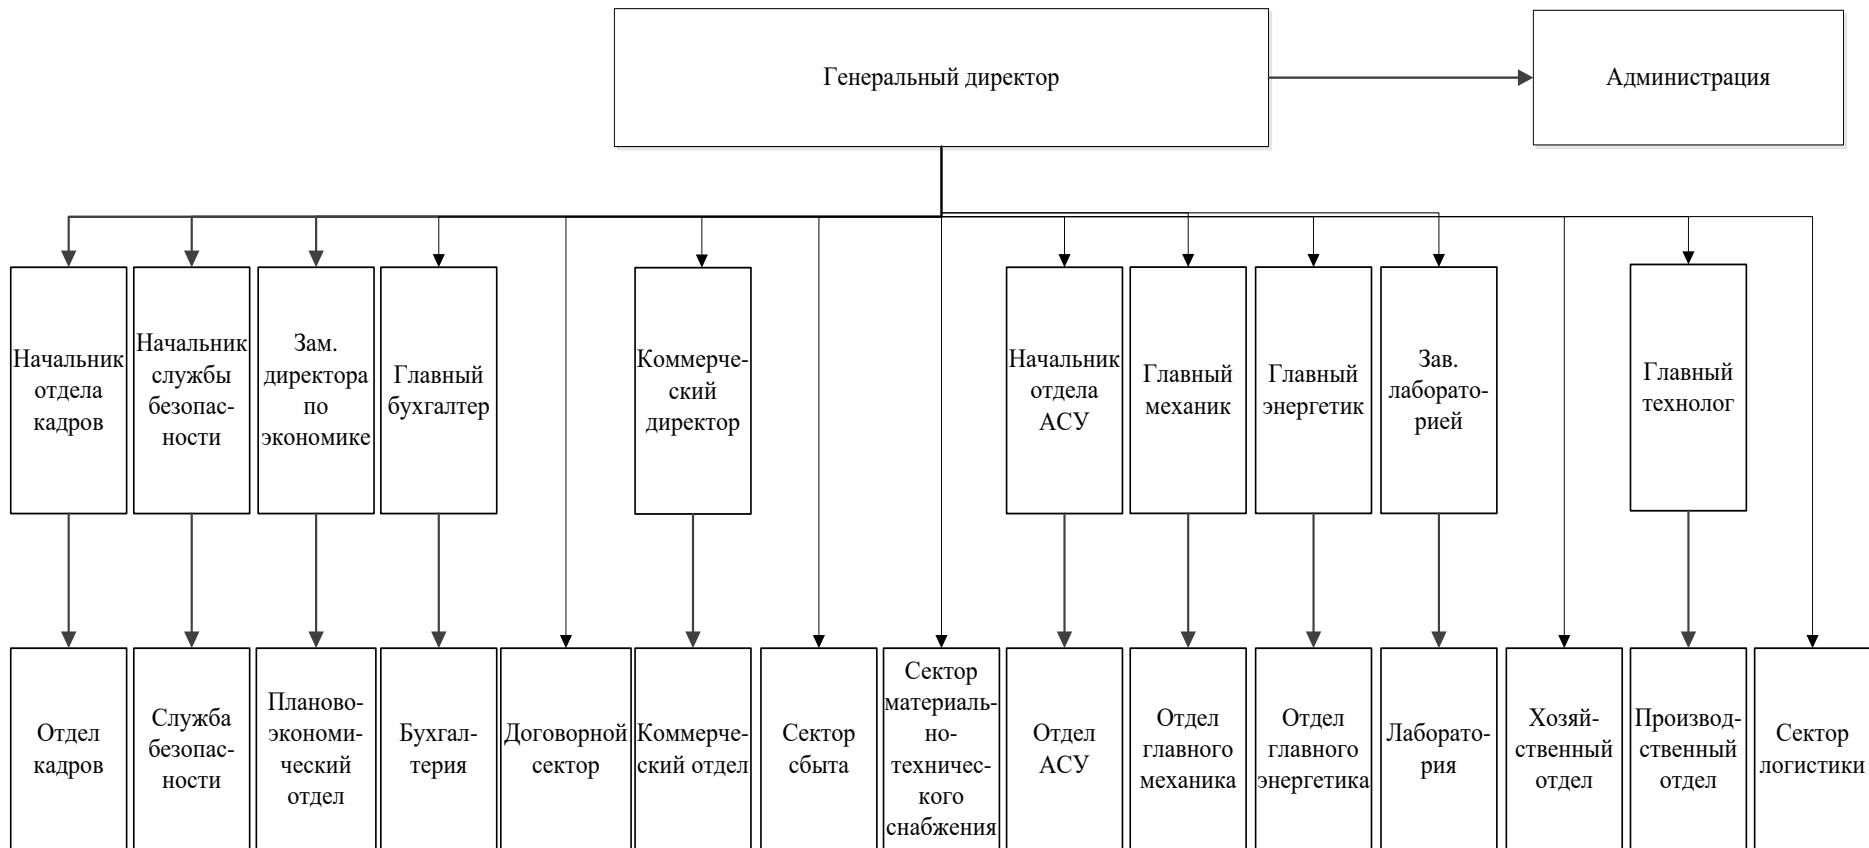 Генеральный директор
Администрация
Начальник
отдела
кадров
Начальник
службы
безопас-
ности
Зам.
директора
по
экономике
Главный
бухгалтер
Коммерче-
ский
директор
Начальник
отдела
АСУ
Главный
механик
Главный
энергетик
Зав.
лаборато-
рией
Главный
технолог
Отдел
кадров
Служба
безопас-
ности
Планово-
экономи-
ческий
отдел
Бухгал-
терия
Договорной
сектор
Коммерче-
ский отдел
Сектор
сбыта
Сектор
материаль-
но-
техничес-
кого
снабжения
Отдел
АСУ
Отдел
главного
механика
Отдел
главного
энергетика
Лаборато-
рия
Хозяй-
ственный
отдел
Производ-
ственный
отдел
Сектор
логистики